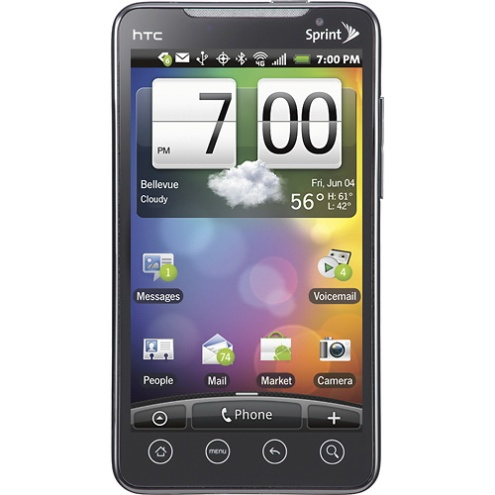 htc Sprint
4G 7:00 PM
PM 7 00
Bellevue Fri, Jun 04
Cloudy 56° H: 61°
L: 42°
1 4
Messages Voicemail
74
People Mail Market Camera
Phone +
menu